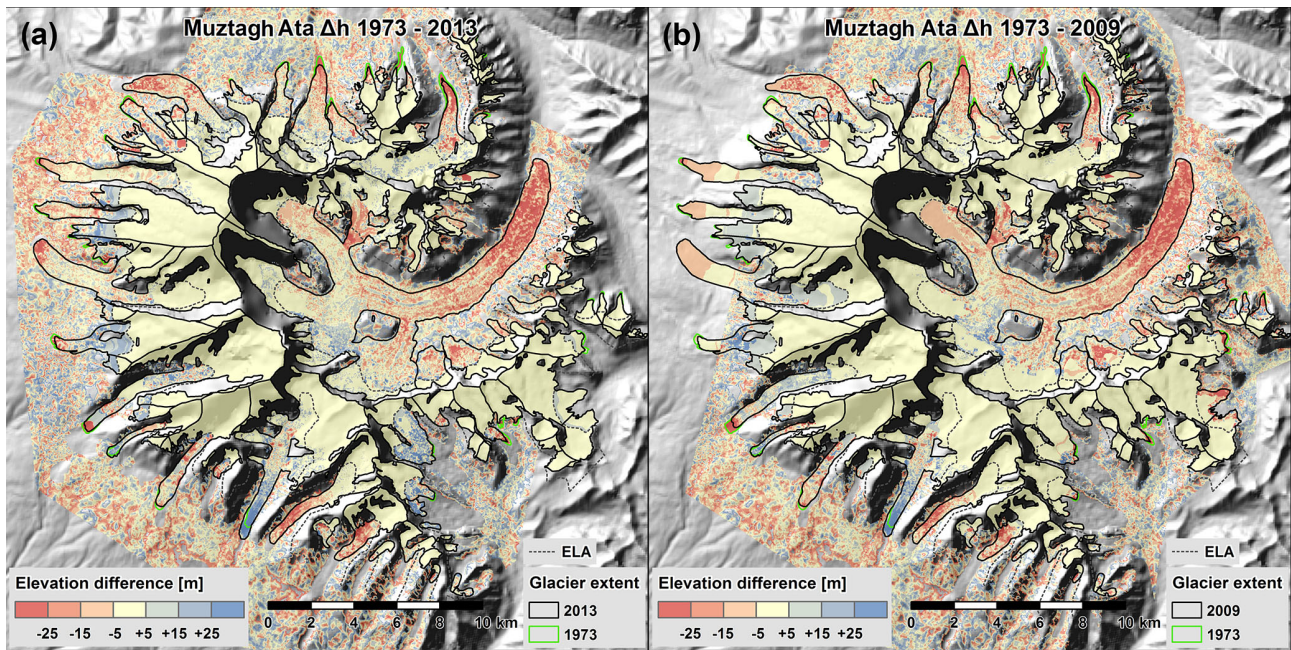 (a) Muztagh Ata Δh 1973 - 2013
ELA
Elevation difference [m]
-25 -15 -5 +5 +15 +25
0 2 4 6 8 10 km
Glacier extent
2013
1973
(b) Muztagh Ata Δh 1973 - 2009
ELA
Elevation difference [m]
-25 -15 -5 +5 +15 +25
0 2 4 6 8 10 km
Glacier extent
2009
1973